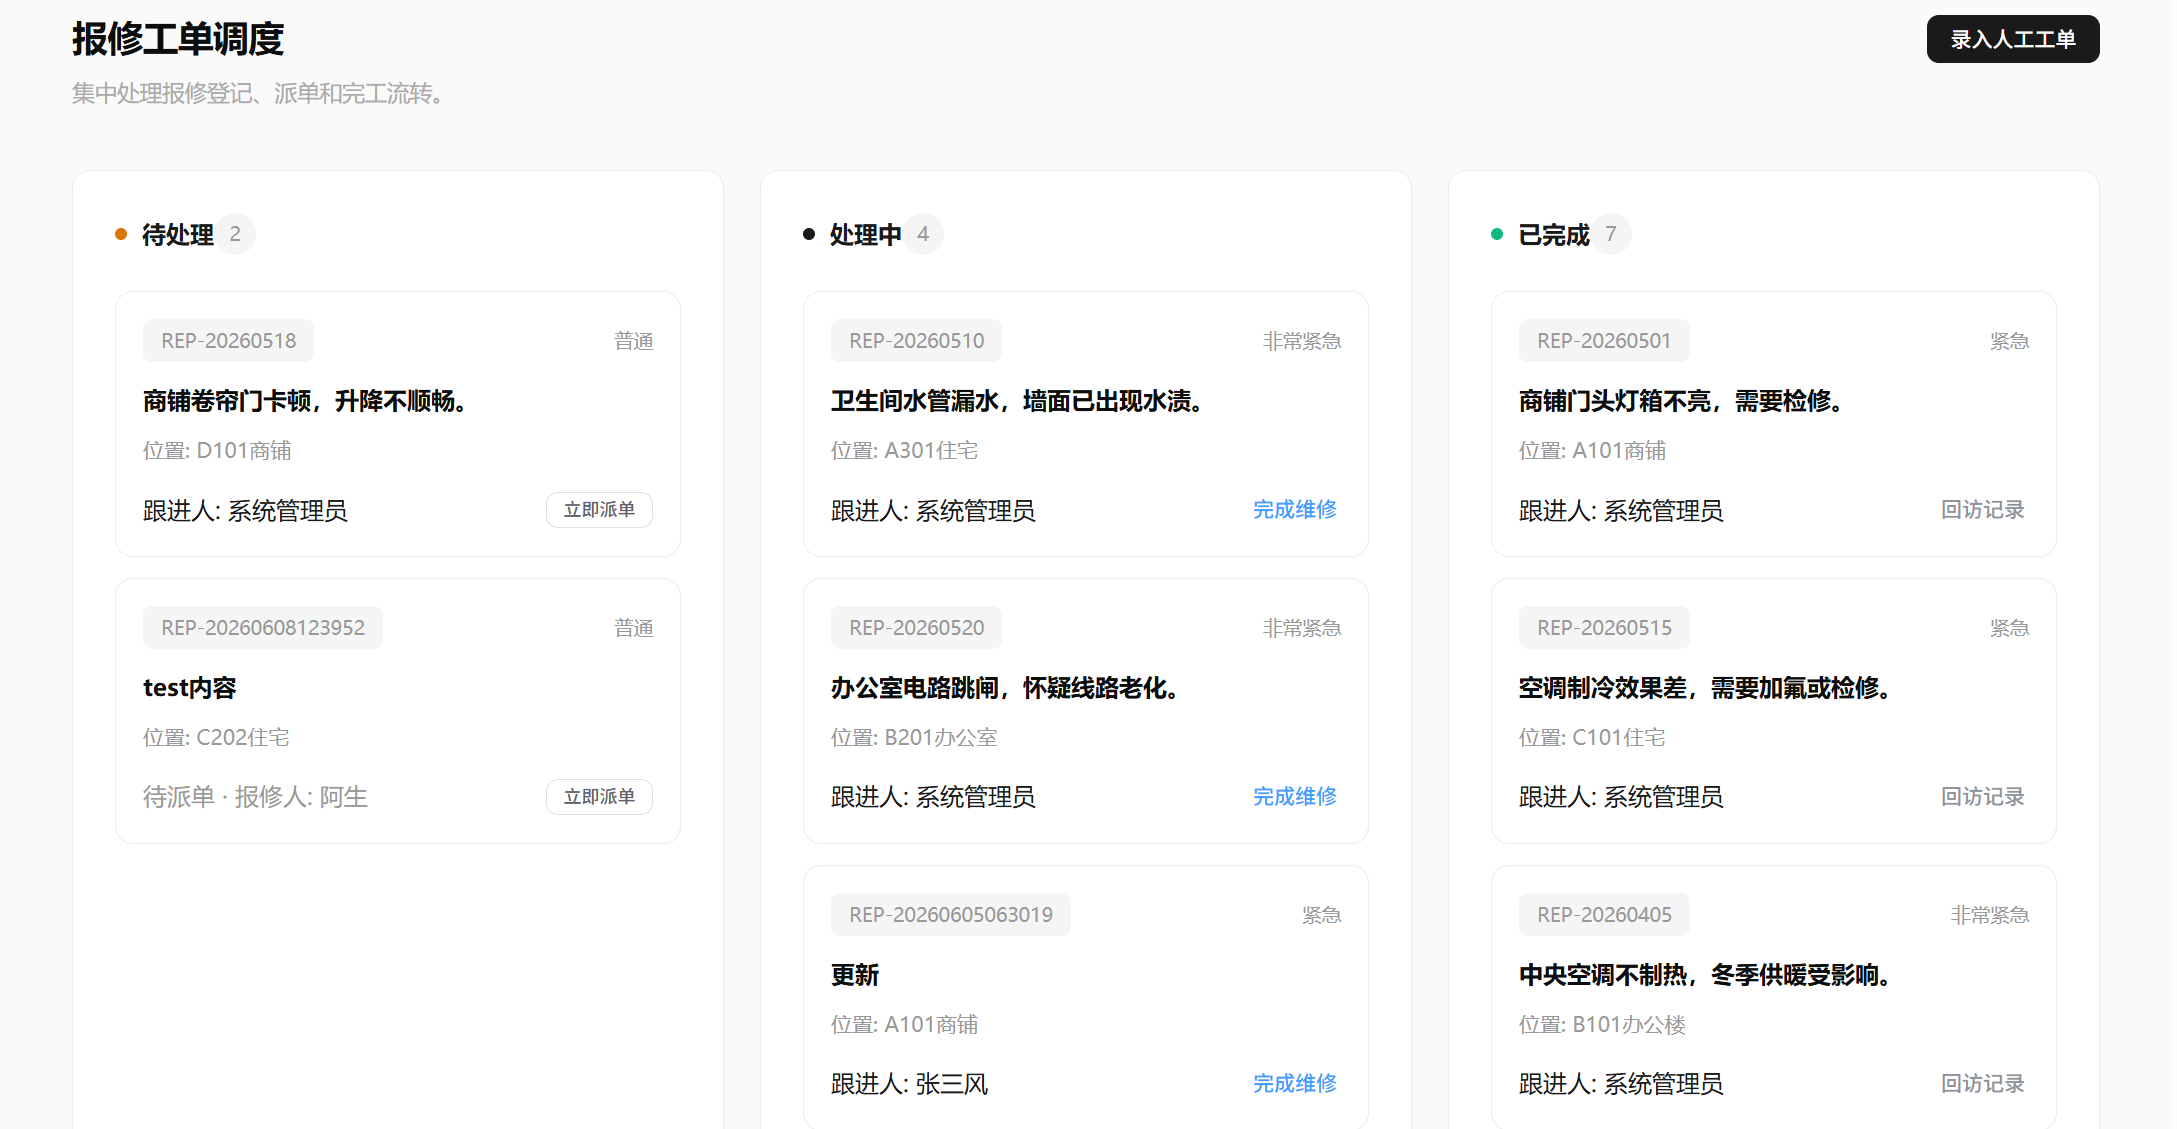 报修工单调度
录入人工工单
集中处理报修登记、派单和完工流转。
待处理 2
REP-20260518 普通
商铺卷帘门卡顿，升降不顺畅。
位置: D101商铺
跟进人: 系统管理员 立即派单
REP-20260608123952 普通
test内容
位置: C202住宅
待派单 · 报修人: 阿生 立即派单
处理中 4
REP-20260510 非常紧急
卫生间水管漏水，墙面已出现水渍。
位置: A301住宅
跟进人: 系统管理员 完成维修
REP-20260520 非常紧急
办公室电路跳闸，怀疑线路老化。
位置: B201办公室
跟进人: 系统管理员 完成维修
REP-20260605063019 紧急
更新
位置: A101商铺
跟进人: 张三风 完成维修
已完成 7
REP-20260501 紧急
商铺门头灯箱不亮，需要检修。
位置: A101商铺
跟进人: 系统管理员 回访记录
REP-20260515 紧急
空调制冷效果差，需要加氟或检修。
位置: C101住宅
跟进人: 系统管理员 回访记录
REP-20260405 非常紧急
中央空调不制热，冬季供暖受影响。
位置: B101办公楼
跟进人: 系统管理员 回访记录